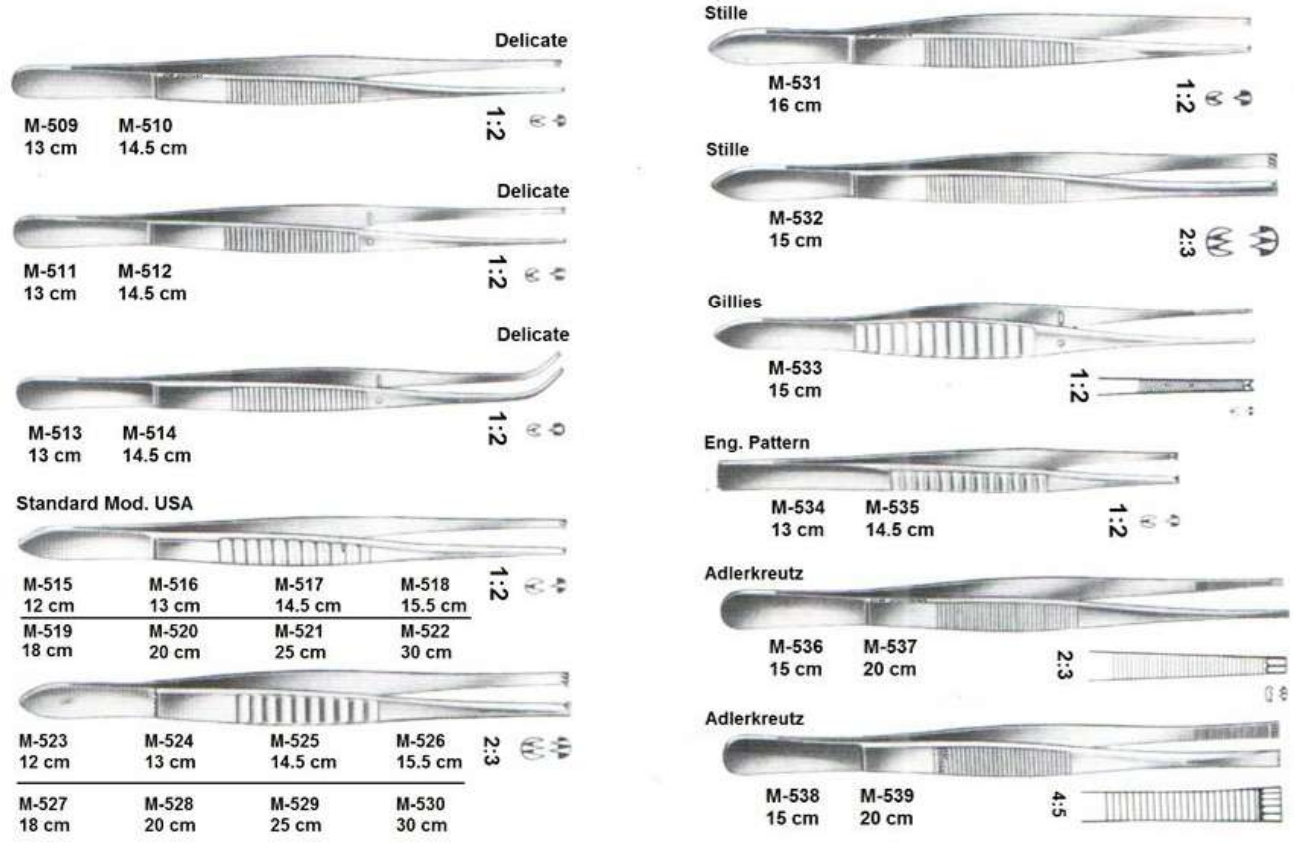 Delicate
M-509 M-510
13 cm 14.5 cm
1:2
Delicate
M-511 M-512
13 cm 14.5 cm
1:2
Delicate
M-513 M-514
13 cm 14.5 cm
1:2
Standard Mod. USA
M-515 M-516 M-517 M-518
12 cm 13 cm 14.5 cm 15.5 cm
1:2
M-519 M-520 M-521 M-522
18 cm 20 cm 25 cm 30 cm
M-523 M-524 M-525 M-526
12 cm 13 cm 14.5 cm 15.5 cm
2:3
M-527 M-528 M-529 M-530
18 cm 20 cm 25 cm 30 cm
Stille
M-531
16 cm
1:2
Stille
M-532
15 cm
2:3
Gillies
M-533
15 cm
1:2
Eng. Pattern
M-534 M-535
13 cm 14.5 cm
1:2
Adlerkreutz
M-536 M-537
15 cm 20 cm
2:3
Adlerkreutz
M-538 M-539
15 cm 20 cm
4:5